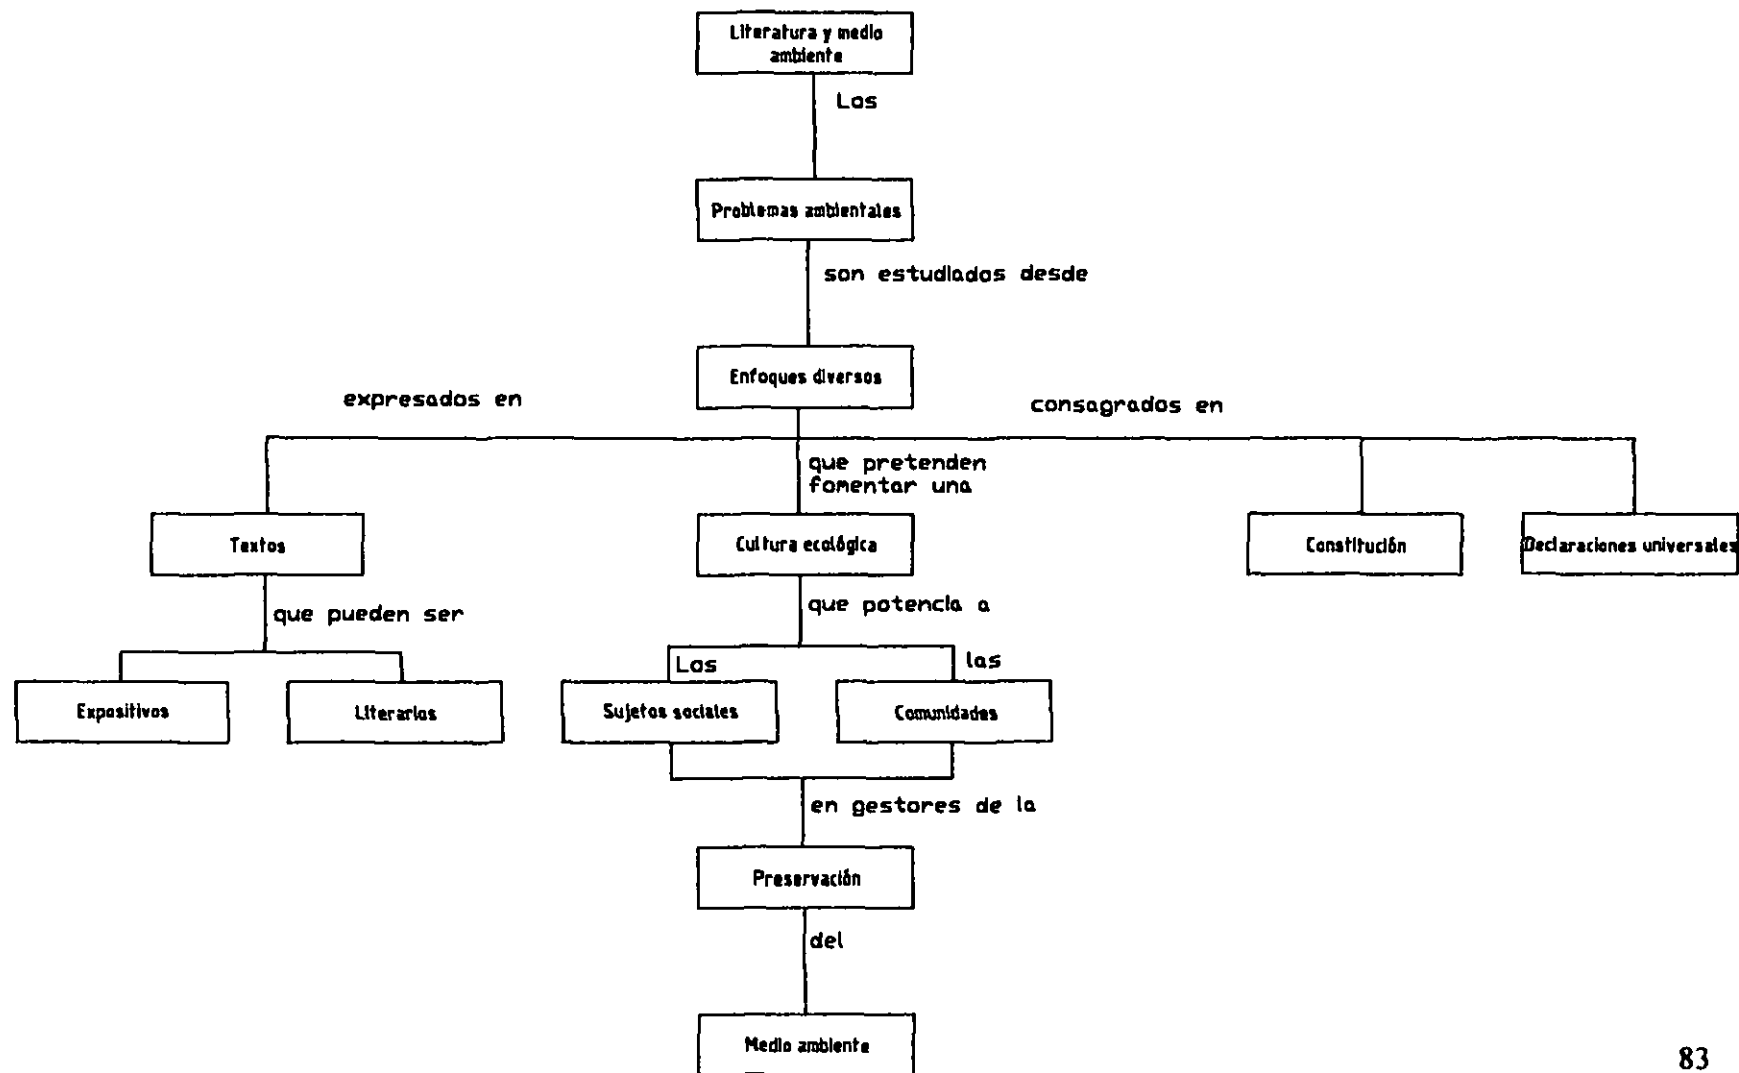 Literatura y medio
ambiente
Los
Problemas ambientales
son estudiados desde
Enfoques diversos
expresados en
consagrados en
que pretenden
fomentar una
Textos
Cultura ecológica
Constitución
Declaraciones universales
que pueden ser
que potencia a
Los
las
Expositivos
Literarios
Sujetos sociales
Comunidades
en gestores de la
Preservación
del
Medio ambiente
83